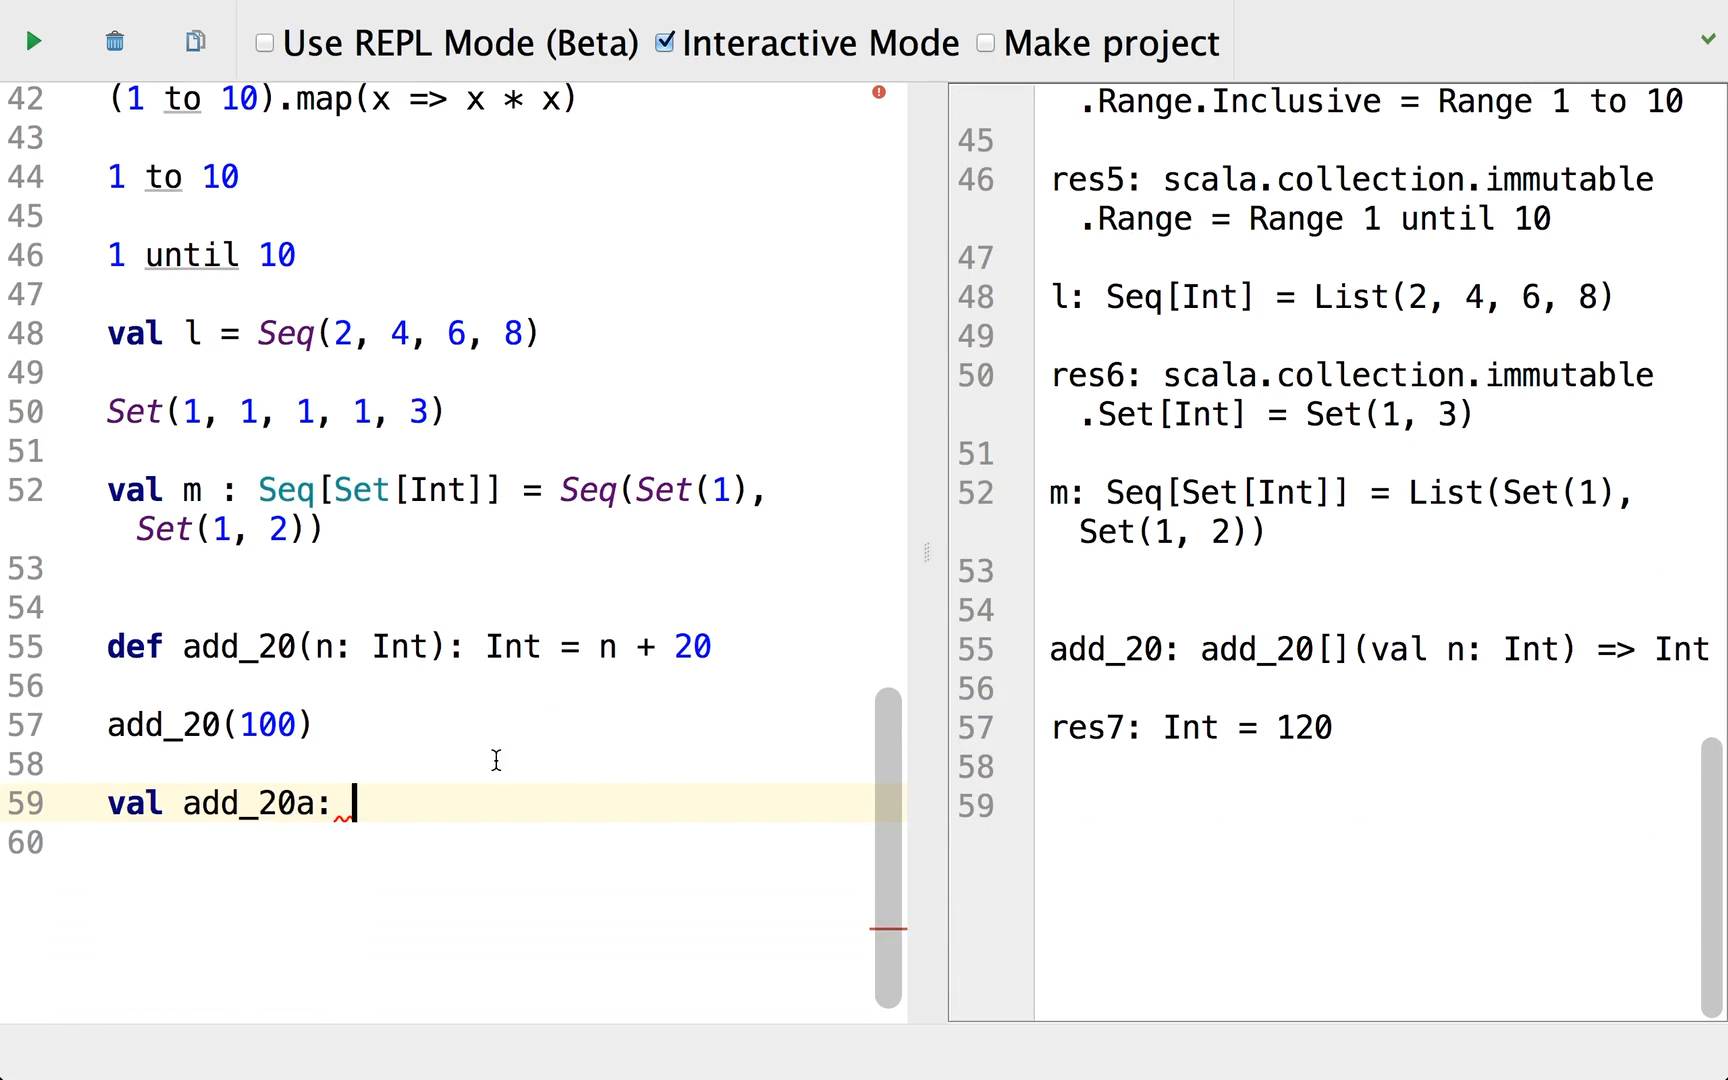 Use REPL Mode (Beta) Interactive Mode Make project
42 (1 to 10).map(x => x * x)
43
44 1 to 10
45
46 1 until 10
47
48 val l = Seq(2, 4, 6, 8)
49
50 Set(1, 1, 1, 1, 3)
51
52 val m : Seq[Set[Int]] = Seq(Set(1),
Set(1, 2))
53
54
55 def add_20(n: Int): Int = n + 20
56
57 add_20(100)
58
59 val add_20a:
60
.Range.Inclusive = Range 1 to 10
45
46 res5: scala.collection.immutable
.Range = Range 1 until 10
47
48 l: Seq[Int] = List(2, 4, 6, 8)
49
50 res6: scala.collection.immutable
.Set[Int] = Set(1, 3)
51
52 m: Seq[Set[Int]] = List(Set(1),
Set(1, 2))
53
54
55 add_20: add_20[](val n: Int) => Int
56
57 res7: Int = 120
58
59